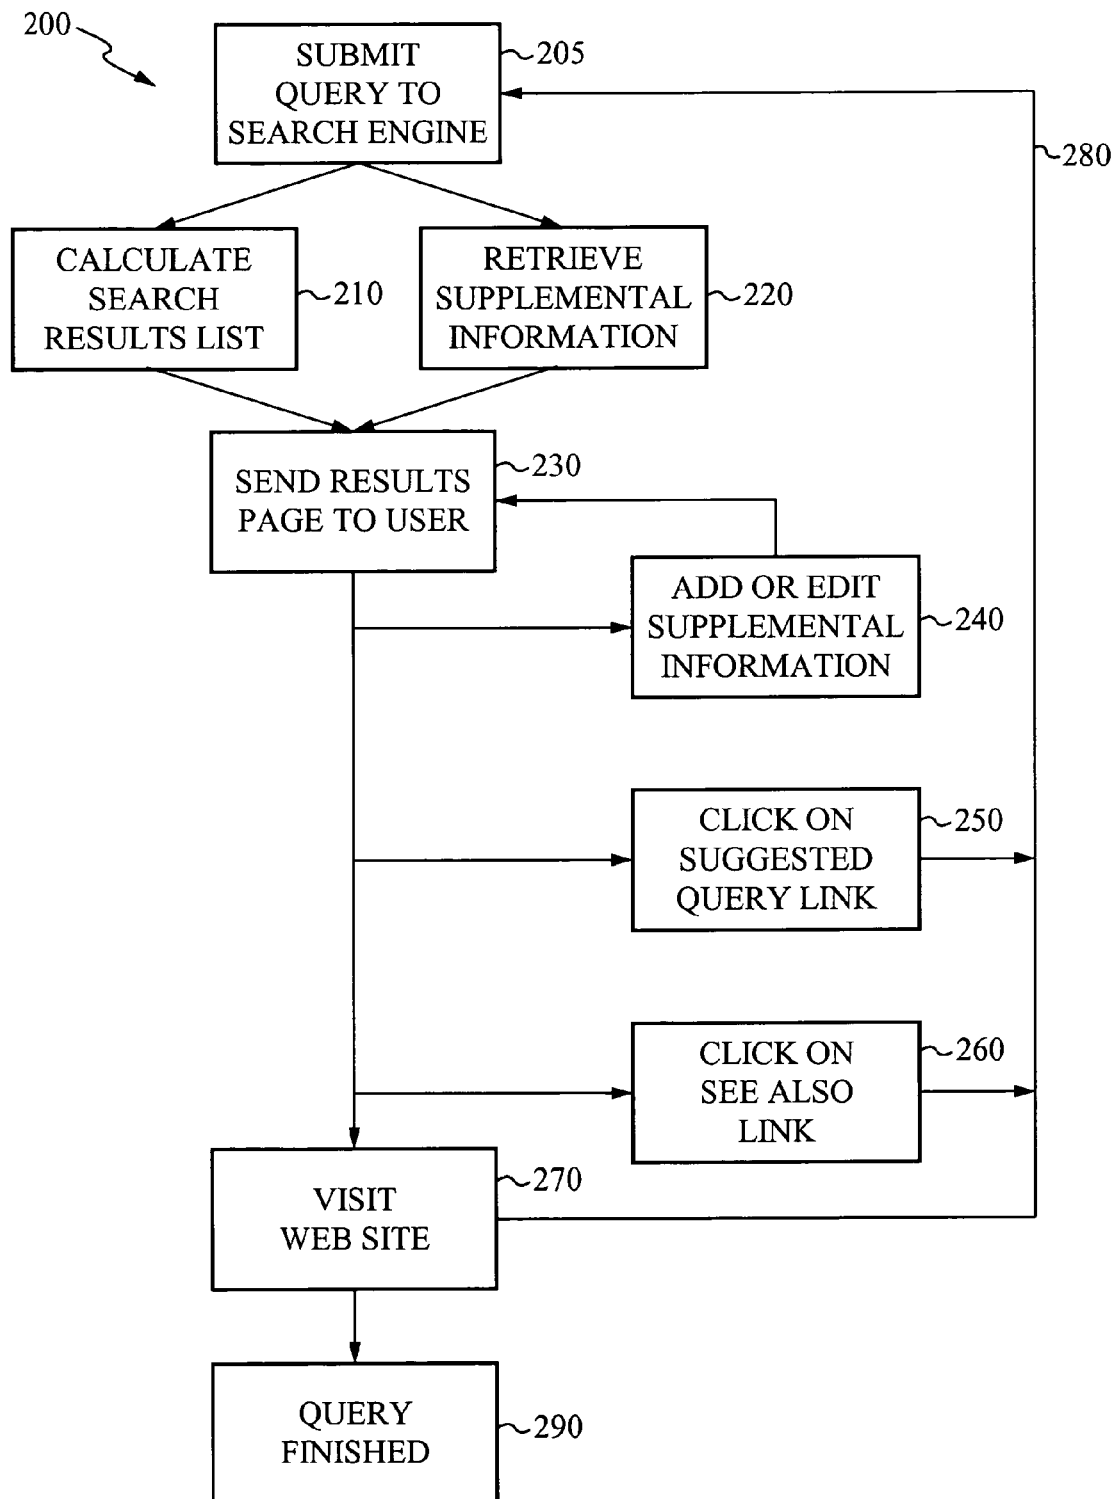 200
SUBMIT
QUERY TO
SEARCH ENGINE
205
280
CALCULATE
SEARCH
RESULTS LIST
210
RETRIEVE
SUPPLEMENTAL
INFORMATION
220
SEND RESULTS
PAGE TO USER
230
ADD OR EDIT
SUPPLEMENTAL
INFORMATION
240
CLICK ON
SUGGESTED
QUERY LINK
250
CLICK ON
SEE ALSO
LINK
260
VISIT
WEB SITE
270
QUERY
FINISHED
290